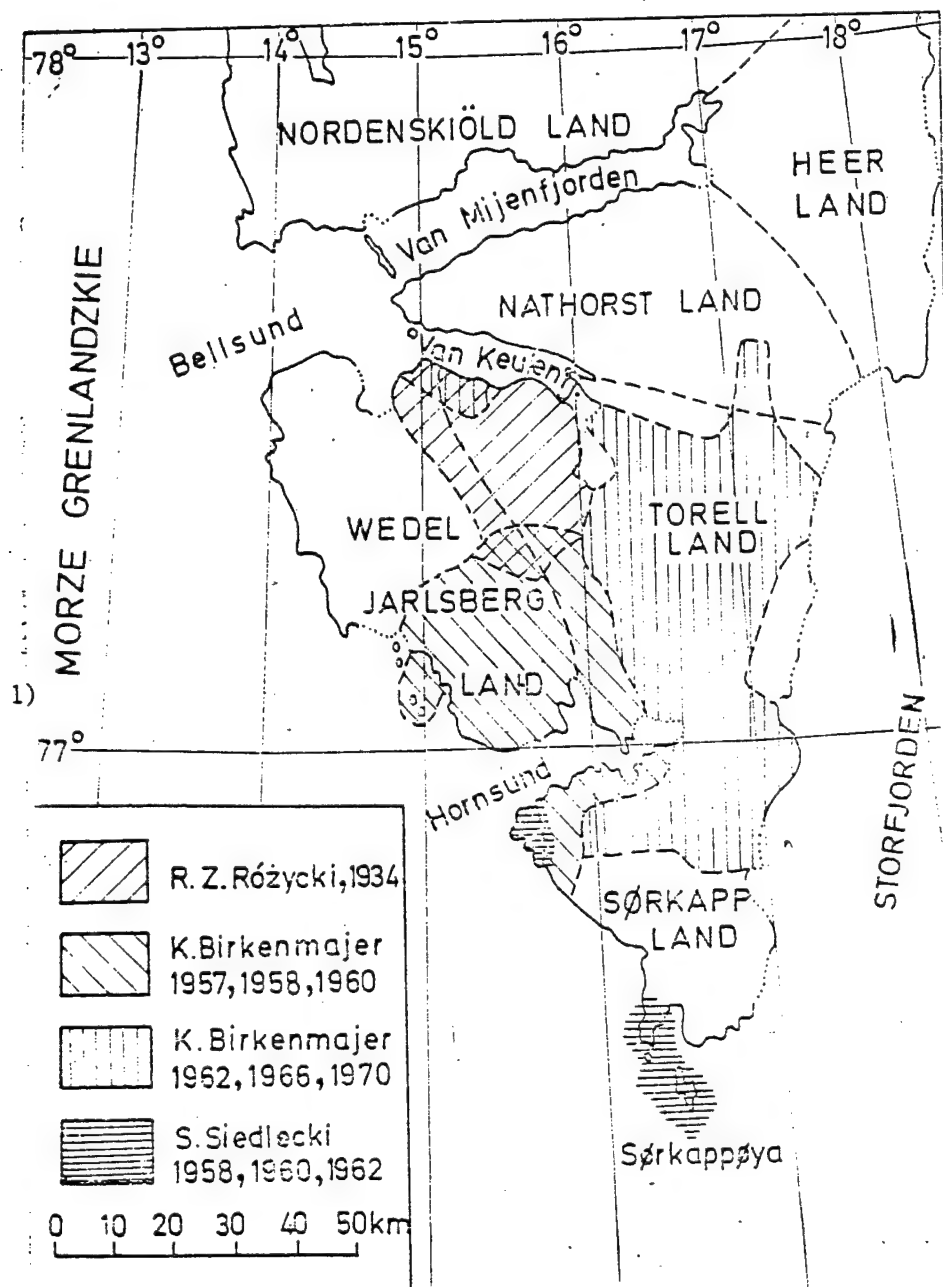 78° 13° 14° 15° 16° 17° 18°
NORDENSKIÖLD LAND
HEER
LAND
Van Mijenfjorden
NATHORST LAND
Bellsund
Van Keulenfj
MORZE GRENLANDZKIE
WEDEL
JARLSBERG
LAND
TORELL
LAND
1)
77°
Hornsund
STORFJORDEN
SØRKAPP
LAND
Sørkappøya
R. Z. Różycki, 1934
K. Birkenmajer
1957, 1958, 1960
K. Birkenmajer
1962, 1966, 1970
S. Siedlecki
1958, 1960, 1962
0 10 20 30 40 50km